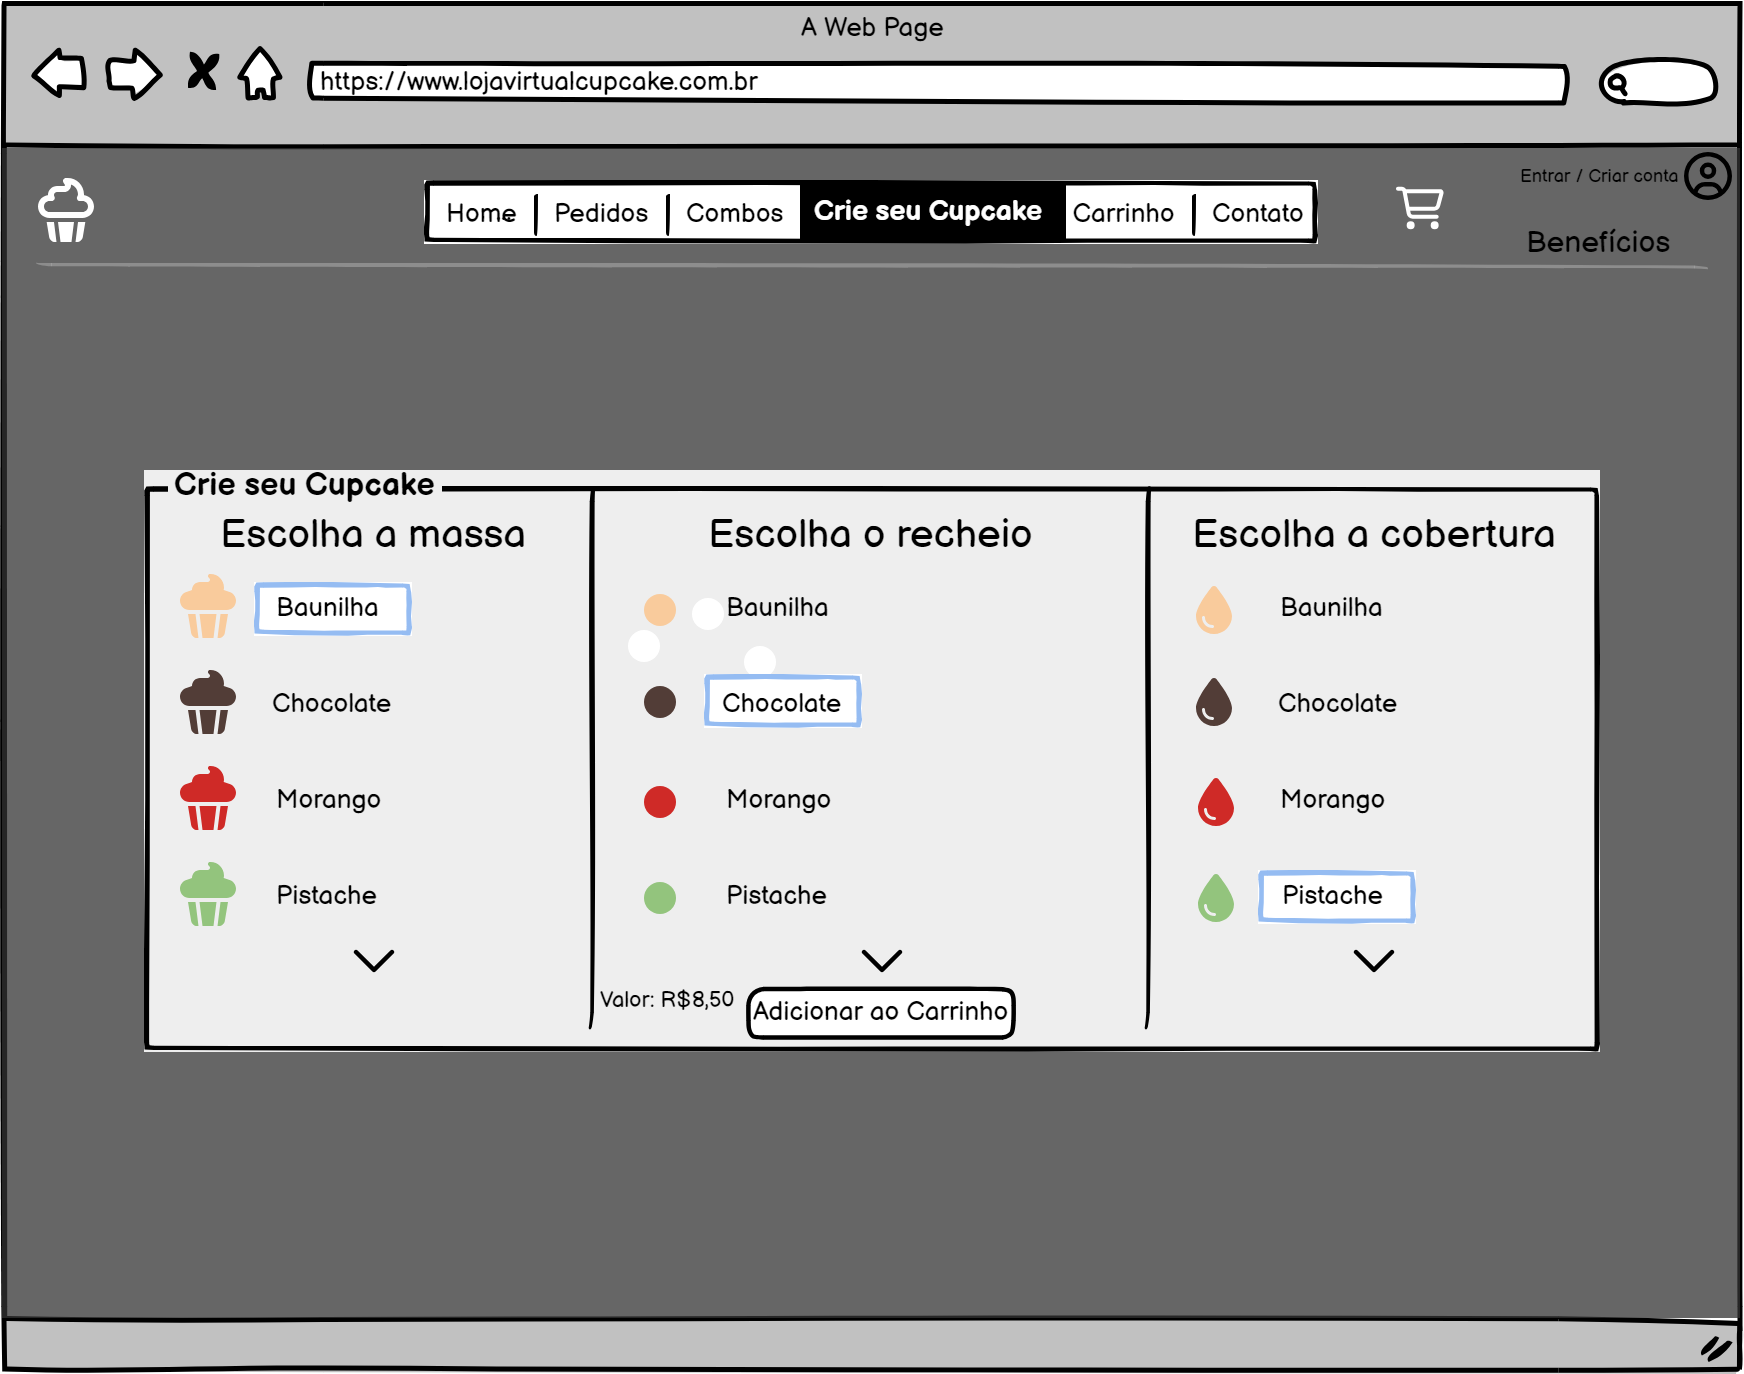 A Web Page
https://www.lojavirtualcupcake.com.br
Entrar / Criar conta
Home Pedidos Combos Crie seu Cupcake Carrinho Contato
Benefícios
Crie seu Cupcake
Escolha a massa
Baunilha
Chocolate
Morango
Pistache
Escolha o recheio
Baunilha
Chocolate
Morango
Pistache
Valor: R$8,50
Adicionar ao Carrinho
Escolha a cobertura
Baunilha
Chocolate
Morango
Pistache